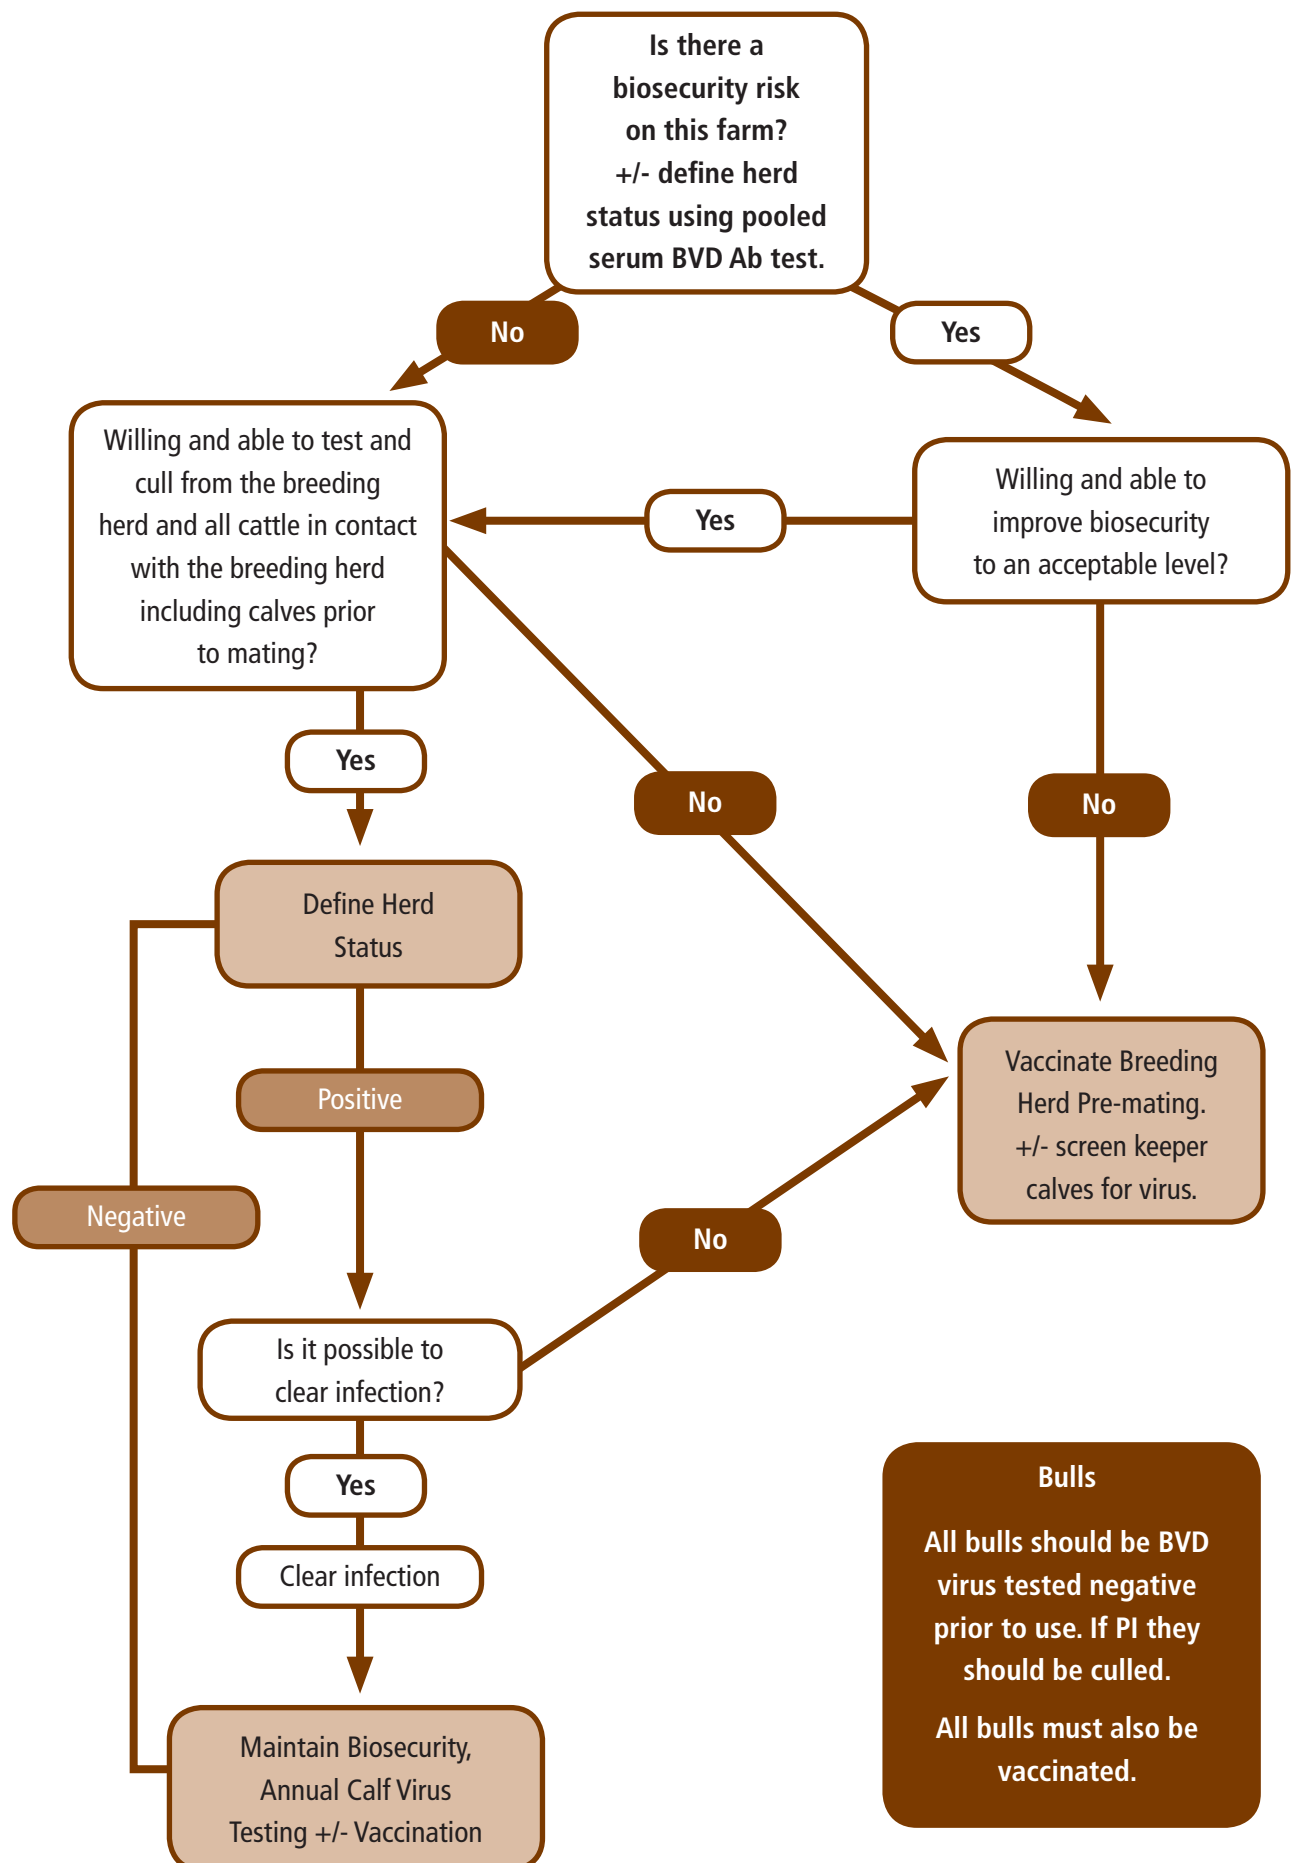 Is there a
biosecurity risk
on this farm?
+/- define herd
status using pooled
serum BVD Ab test.
No
Yes
Willing and able to test and
cull from the breeding
herd and all cattle in contact
with the breeding herd
including calves prior
to mating?
Yes
Willing and able to
improve biosecurity
to an acceptable level?
Yes
No
No
Define Herd
Status
Positive
Negative
Vaccinate Breeding
Herd Pre-mating.
+/- screen keeper
calves for virus.
No
Is it possible to
clear infection?
Yes
Clear infection
Maintain Biosecurity,
Annual Calf Virus
Testing +/- Vaccination
Bulls
All bulls should be BVD
virus tested negative
prior to use. If PI they
should be culled.
All bulls must also be
vaccinated.